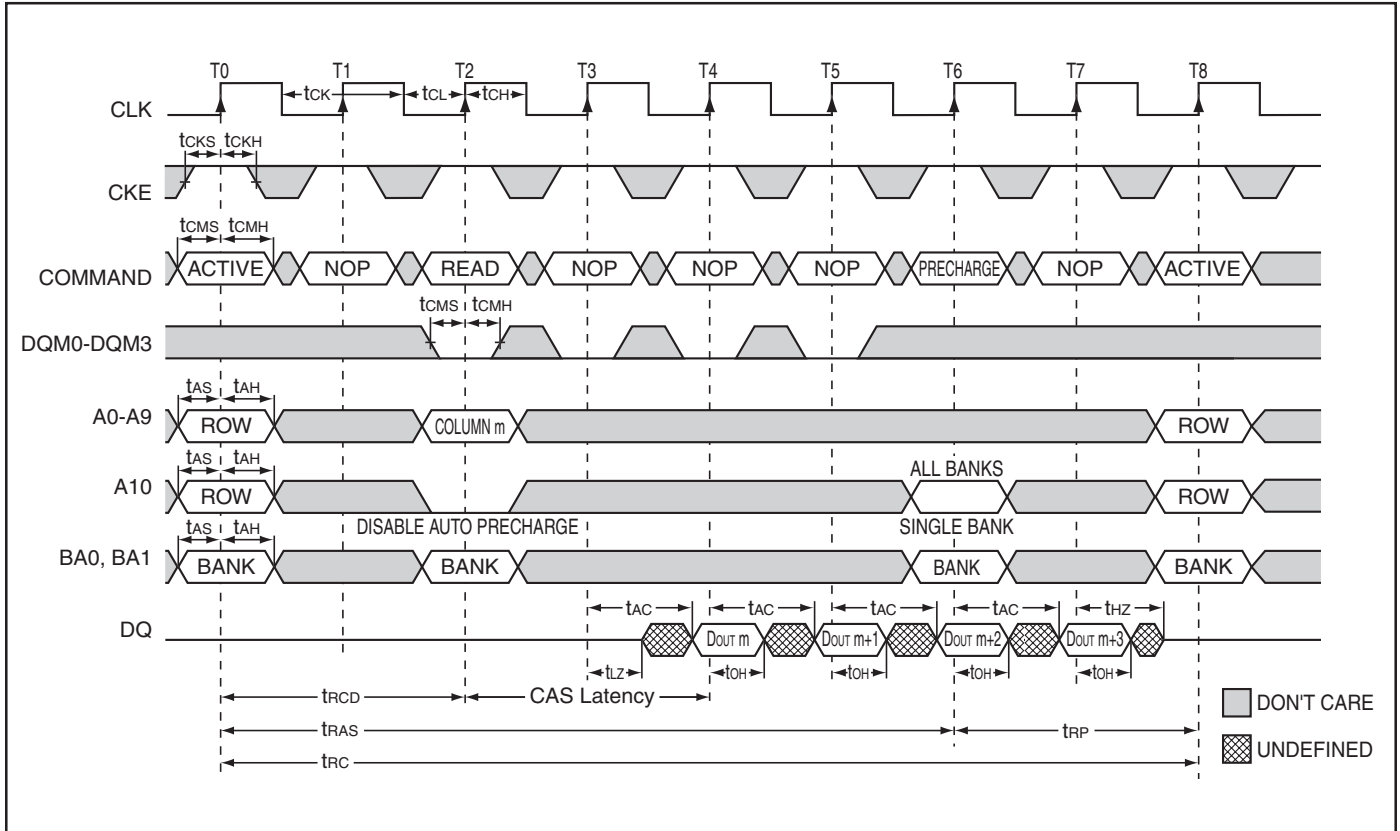 T0 T1 T2 T3 T4 T5 T6 T7 T8
tCK tCL tCH
CLK
tCKS tCKH
CKE
tCMS tCMH
COMMAND ACTIVE NOP READ NOP NOP NOP PRECHARGE NOP ACTIVE
tCMS tCMH
DQM0-DQM3
tAS tAH
A0-A9 ROW COLUMN m ROW
tAS tAH ALL BANKS
A10 ROW ROW
DISABLE AUTO PRECHARGE SINGLE BANK
tAS tAH
BA0, BA1 BANK BANK BANK BANK
tAC tAC tAC tAC tHZ
DQ DOUT m DOUT m+1 DOUT m+2 DOUT m+3
tLZ tOH tOH tOH tOH
tRCD CAS Latency
DON'T CARE
tRAS tRP
UNDEFINED
tRC